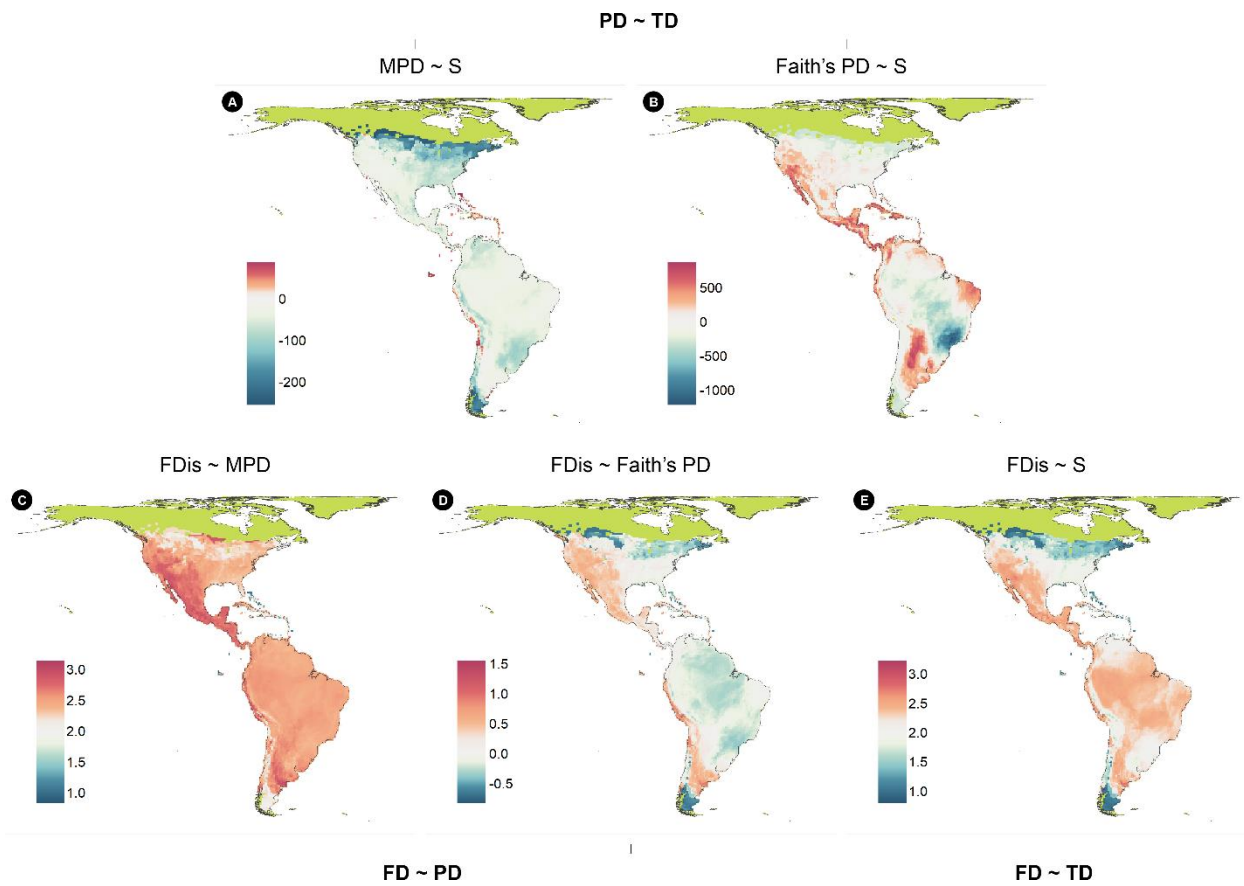 PD ~ TD
MPD ~ S
Faith's PD ~ S
A
B
0
-100
-200
500
0
-500
-1000
FDis ~ MPD
FDis ~ Faith's PD
FDis ~ S
C
D
E
3.0
2.5
2.0
1.5
1.0
1.5
1.0
0.5
0.0
-0.5
3.0
2.5
2.0
1.5
1.0
FD ~ PD
FD ~ TD